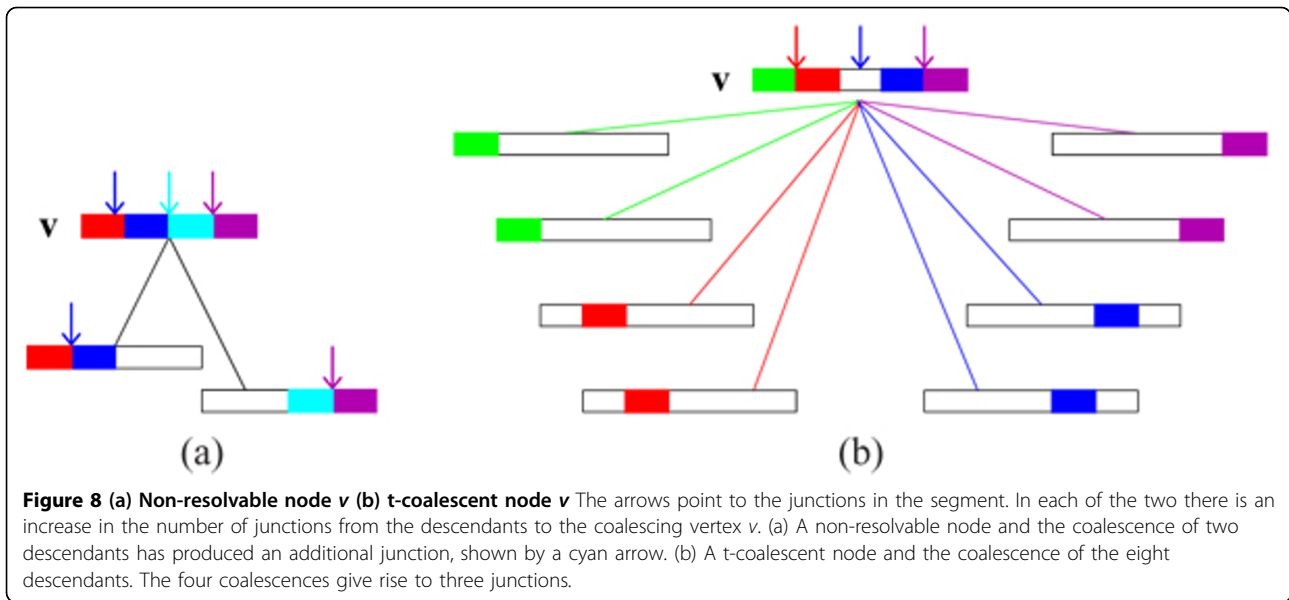 v
v
(a)
(b)
Figure 8 (a) Non-resolvable node v (b) t-coalescent node v The arrows point to the junctions in the segment. In each of the two there is an
increase in the number of junctions from the descendants to the coalescing vertex v. (a) A non-resolvable node and the coalescence of two
descendants has produced an additional junction, shown by a cyan arrow. (b) A t-coalescent node and the coalescence of the eight
descendants. The four coalescences give rise to three junctions.